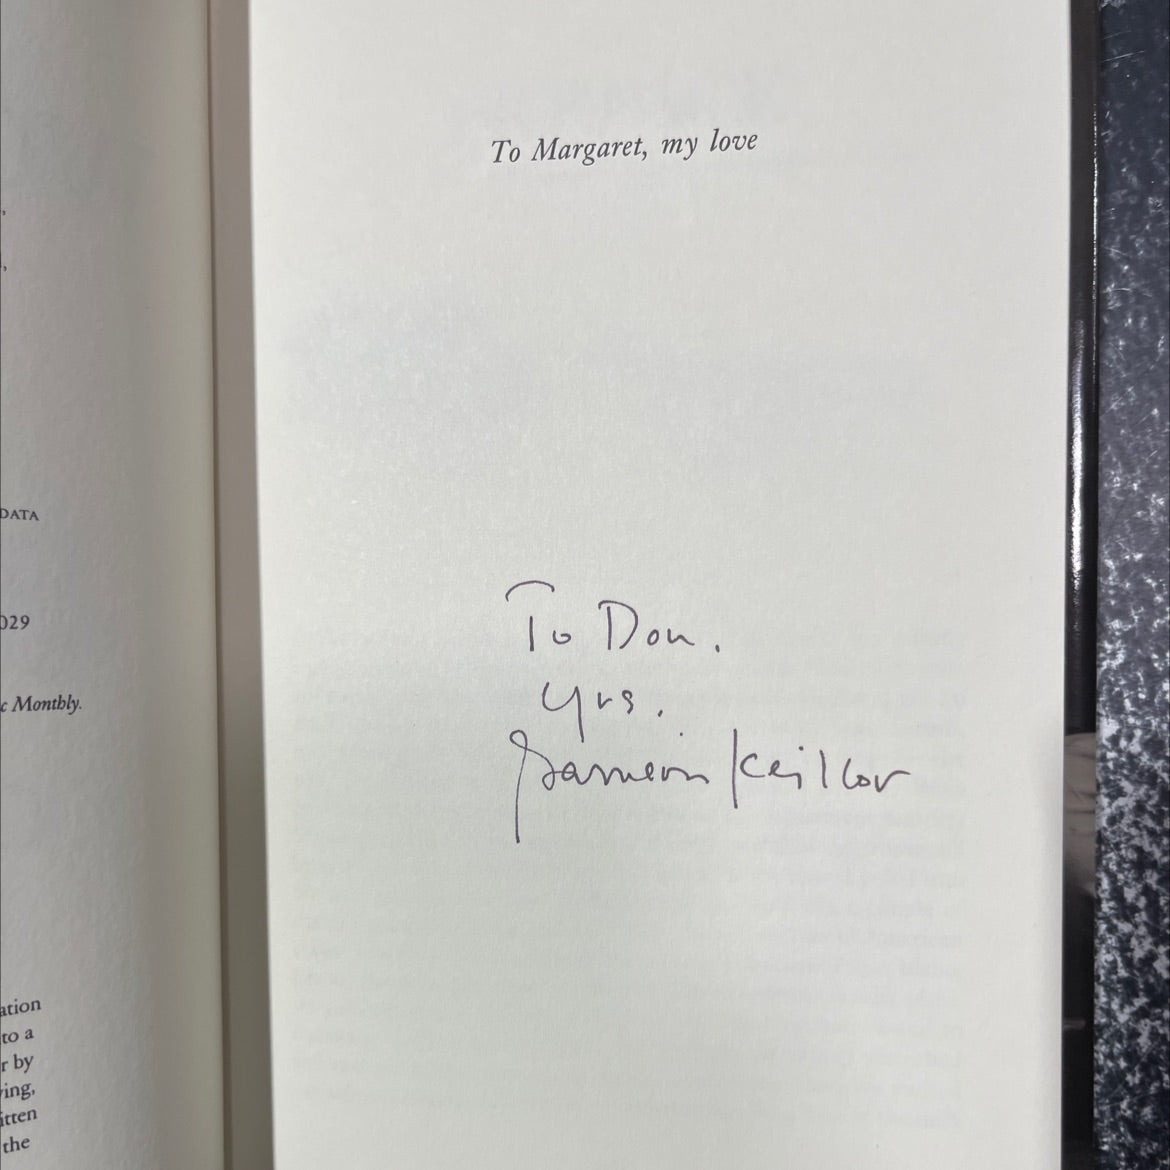 DATA
029
c Monthly.
ation
to a
r by
ving,
itten
the
To Margaret, my love
To Don.
Yrs.
Garrison Keillor